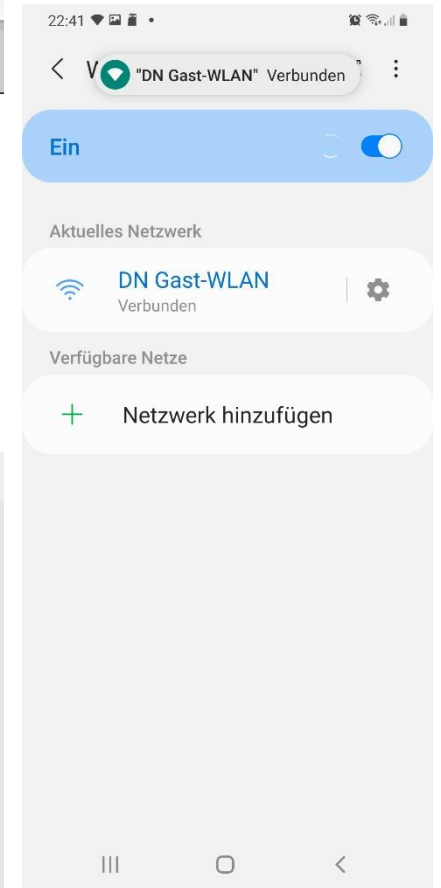 22:41
"DN Gast-WLAN" Verbunden
Ein
Aktuelles Netzwerk
DN Gast-WLAN
Verbunden
Verfügbare Netze
Netzwerk hinzufügen